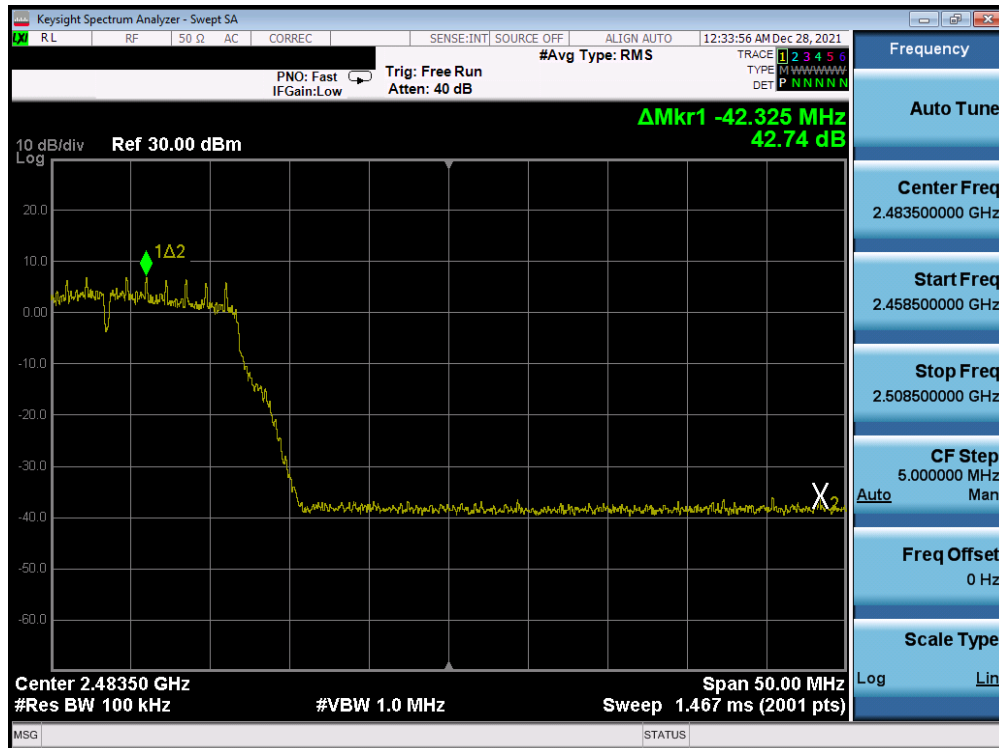 Keysight Spectrum Analyzer - Swept SA
LXI RL RF 50 Ω AC CORREC SENSE:INT SOURCE OFF ALIGN AUTO 12:33:56 AM Dec 28, 2021
#Avg Type: RMS
TRACE 1 2 3 4 5 6
TYPE M WWWWW
DET P N N N N N
PNO: Fast
IFGain:Low
Trig: Free Run
Atten: 40 dB
ΔMkr1 -42.325 MHz
42.74 dB
10 dB/div
Log
Ref 30.00 dBm
20.0
10.0
0.00
-10.0
-20.0
-30.0
-40.0
-50.0
-60.0
1Δ2
X2
Center 2.48350 GHz
Span 50.00 MHz
#Res BW 100 kHz
#VBW 1.0 MHz
Sweep 1.467 ms (2001 pts)
MSG
STATUS
Frequency
Auto Tune
Center Freq
2.483500000 GHz
Start Freq
2.458500000 GHz
Stop Freq
2.508500000 GHz
CF Step
5.000000 MHz
Auto Man
Freq Offset
0 Hz
Scale Type
Log Lin